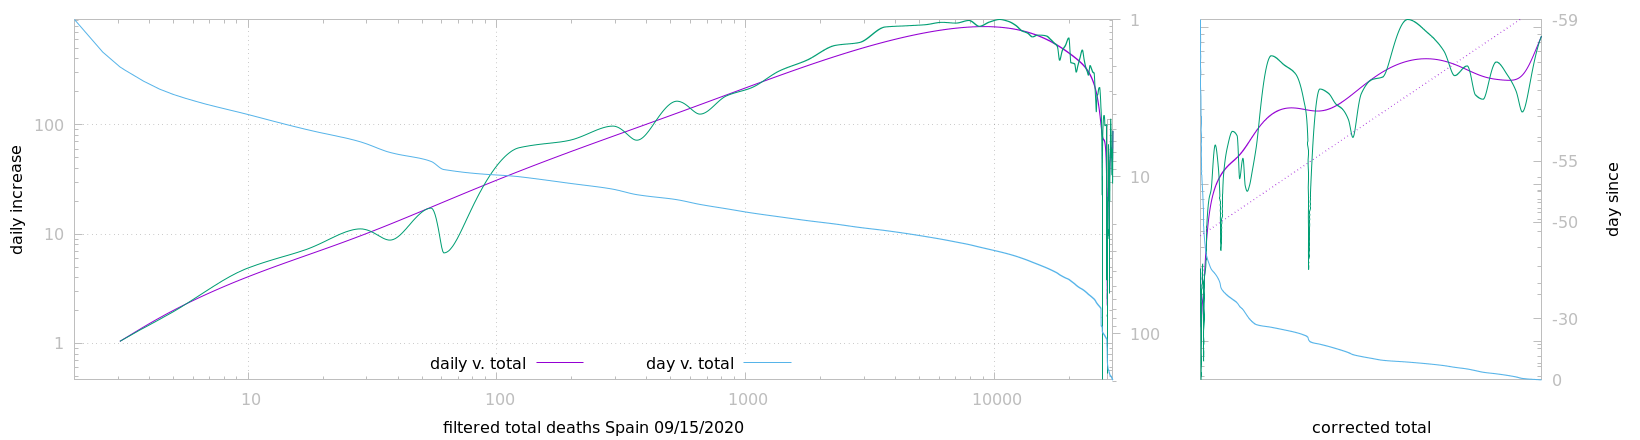 daily increase
100
10
1
10
100
1000
10000
1
10
100
daily v. total
day v. total
filtered total deaths Spain 09/15/2020
-59
-55
-50
-30
0
day since
corrected total